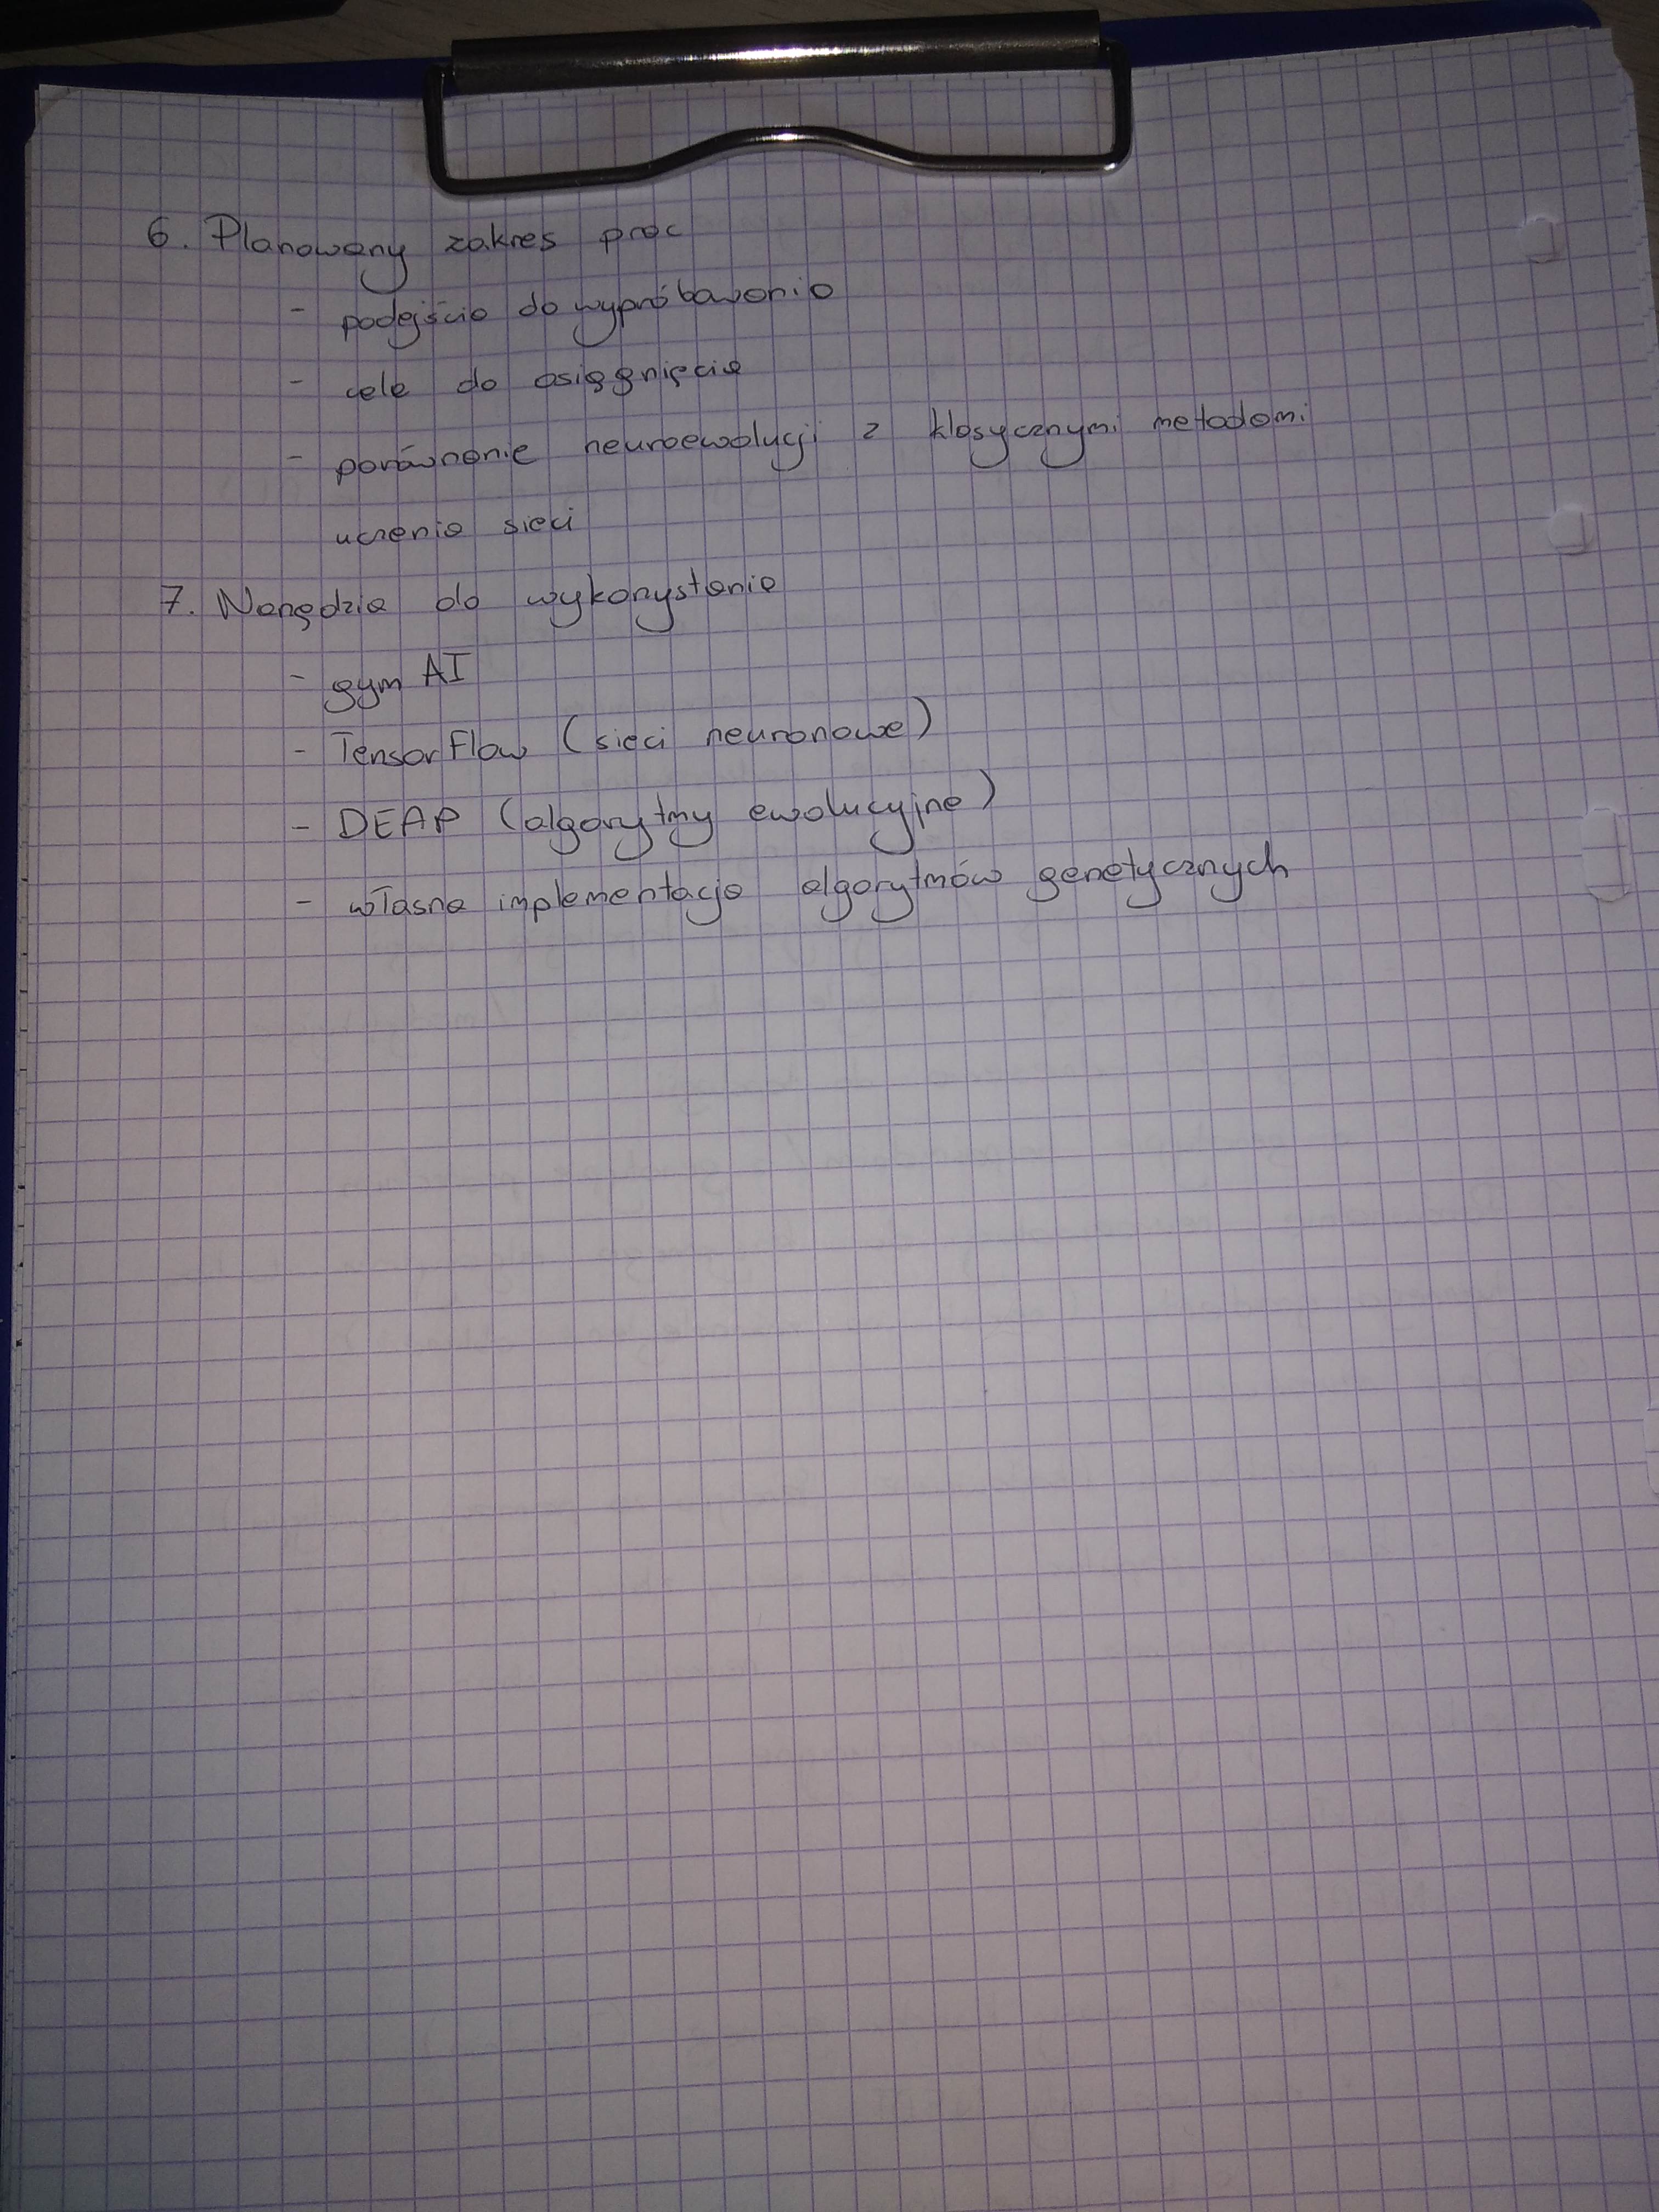 6. Planowany zakres prac
- podejścia do wypróbowania
- cele do osiągnięcia
- porównanie neuroewolucji z klasycznymi metodami
uczenia sieci
7. Narzędzia do wykorzystania
- gym AI
- TensorFlow (sieci neuronowe)
- DEAP (algorytmy ewolucyjne)
- własna implementacja algorytmów genetycznych